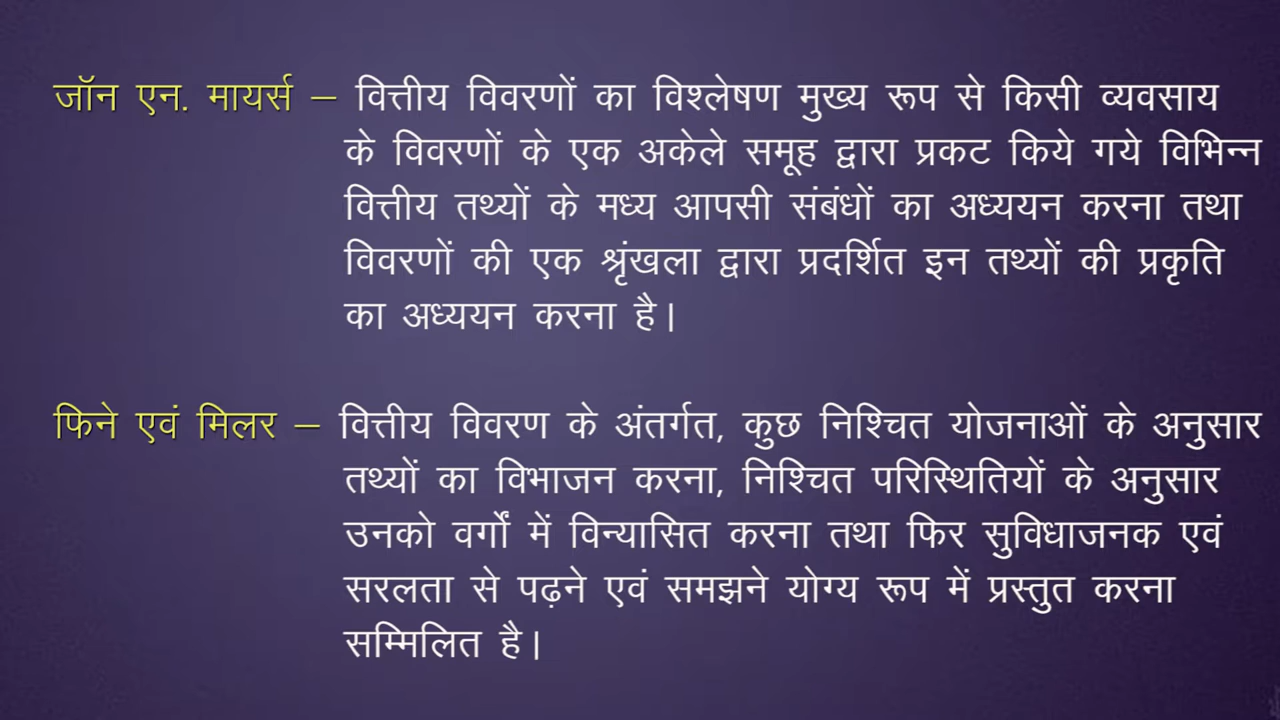 जॉन एन. मायर्स – वित्तीय विवरणों का विश्लेषण मुख्य रूप से किसी व्यवसाय
के विवरणों के एक अकेले समूह द्वारा प्रकट किये गये विभिन्न
वित्तीय तथ्यों के मध्य आपसी संबंधों का अध्ययन करना तथा
विवरणों की एक श्रृंखला द्वारा प्रदर्शित इन तथ्यों की प्रकृति
का अध्ययन करना है।
फिने एवं मिलर – वित्तीय विवरण के अंतर्गत, कुछ निश्चित योजनाओं के अनुसार
तथ्यों का विभाजन करना, निश्चित परिस्थितियों के अनुसार
उनको वर्गों में विन्यासित करना तथा फिर सुविधाजनक एवं
सरलता से पढ़ने एवं समझने योग्य रूप में प्रस्तुत करना
सम्मिलित है।